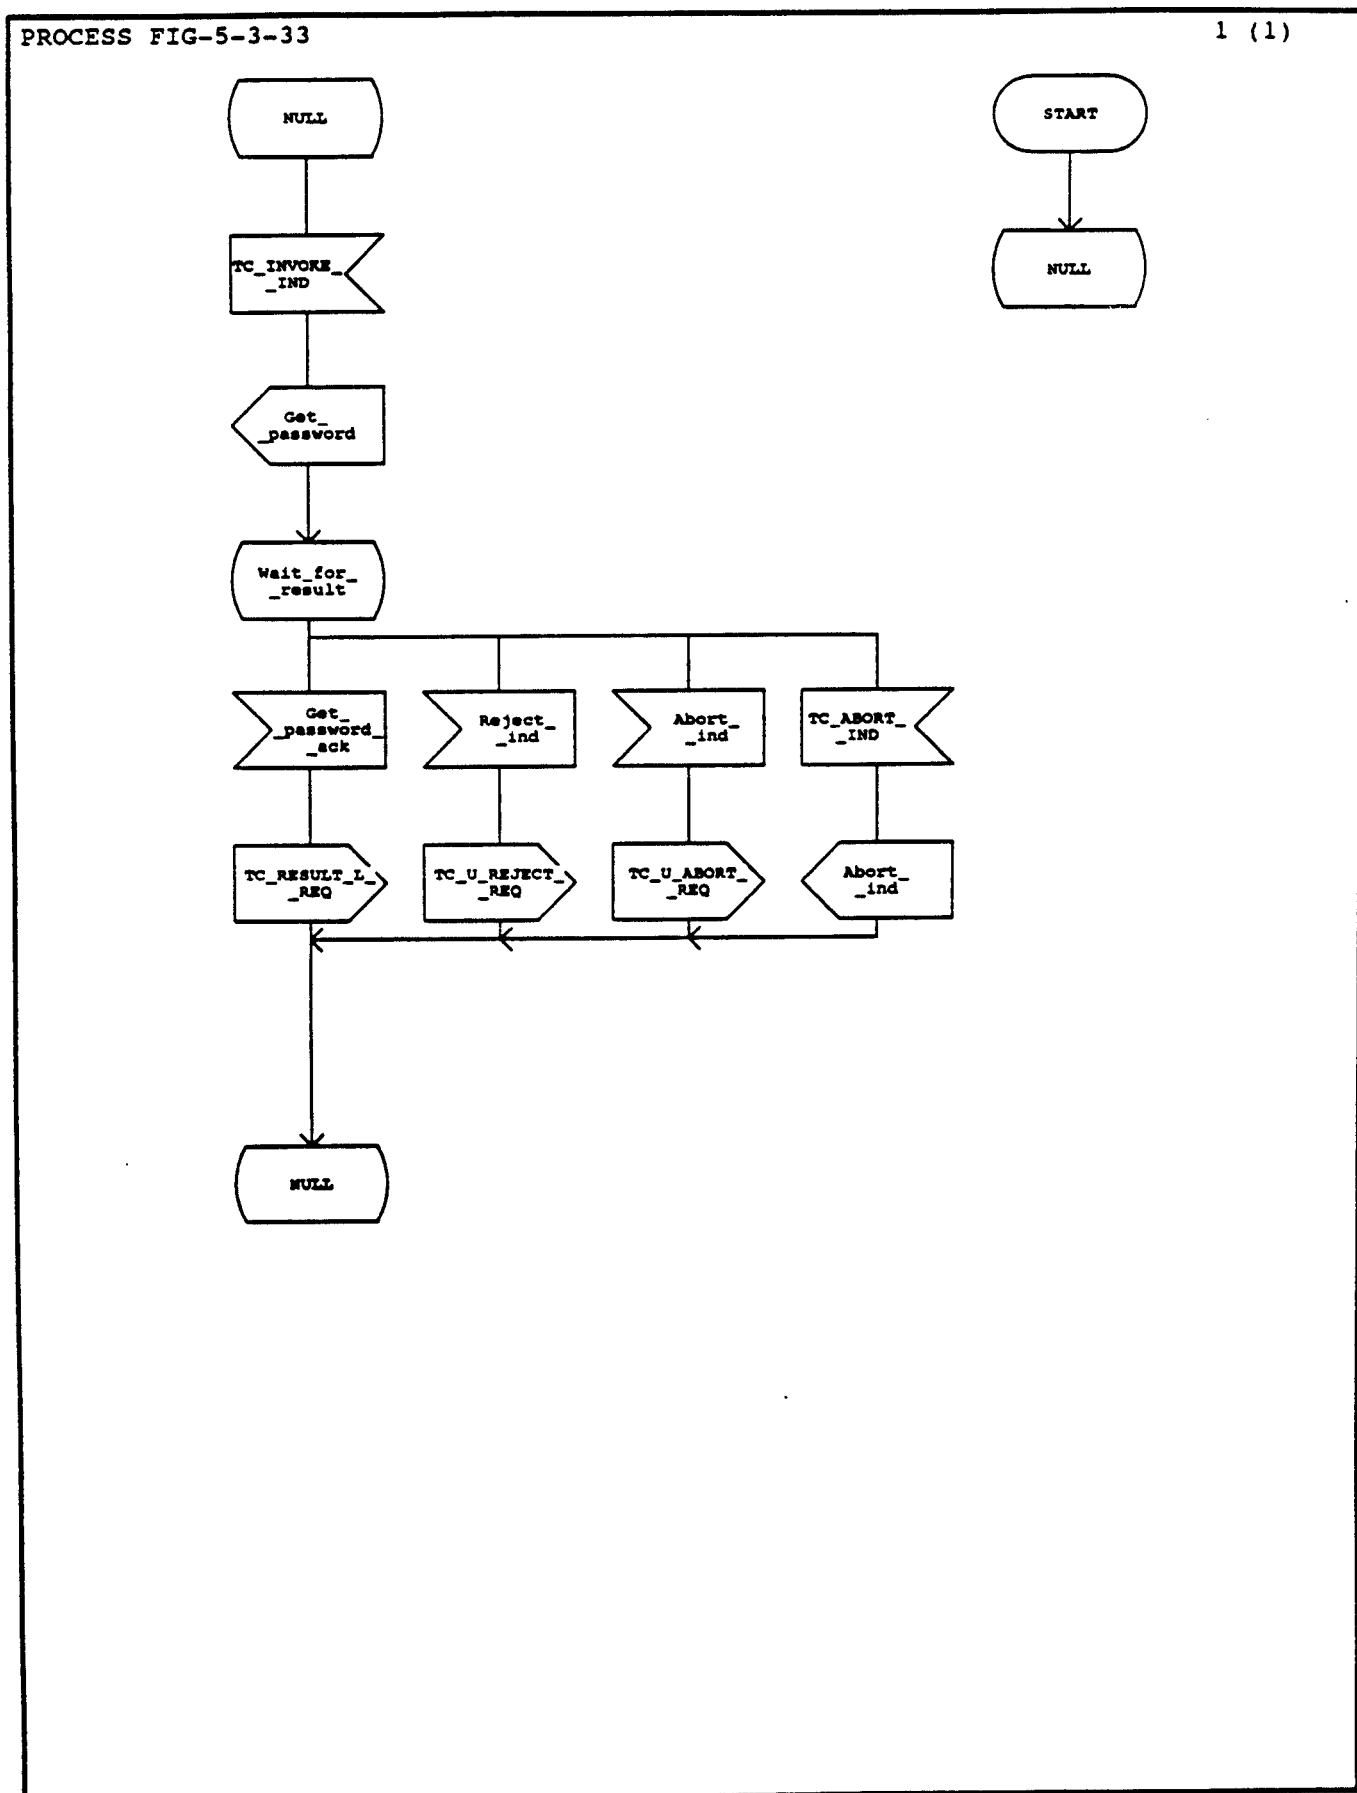 PROCESS FIG-5-3-33
1 (1)
NULL
START
TC_INVOKE_
_IND
NULL
Get_
_password
Wait_for_
_result
Get_
_password_
_ack
Reject_
_ind
Abort_
_ind
TC_ABORT_
_IND
TC_RESULT_L_
_REQ
TC_U_REJECT_
_REQ
TC_U_ABORT_
_REQ
Abort_
_ind
NULL